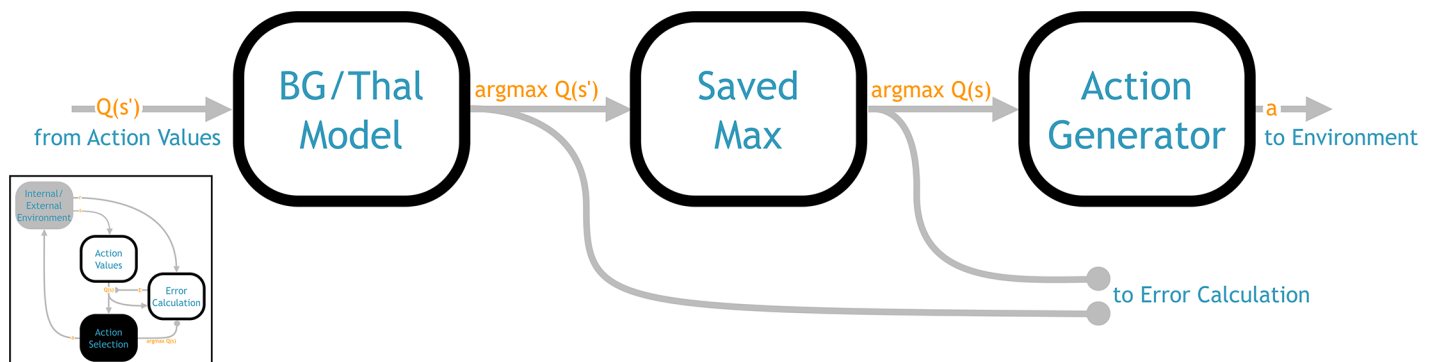 BG/Thal
Model
Saved
Max
Action
Generator
Q(s')
argmax Q(s')
argmax Q(s)
a
from Action Values
to Environment
to Error Calculation
Internal/
External
Environment
Action
Values
Q(s)
Error
Calculation
Action
Selection
argmax Q(s)